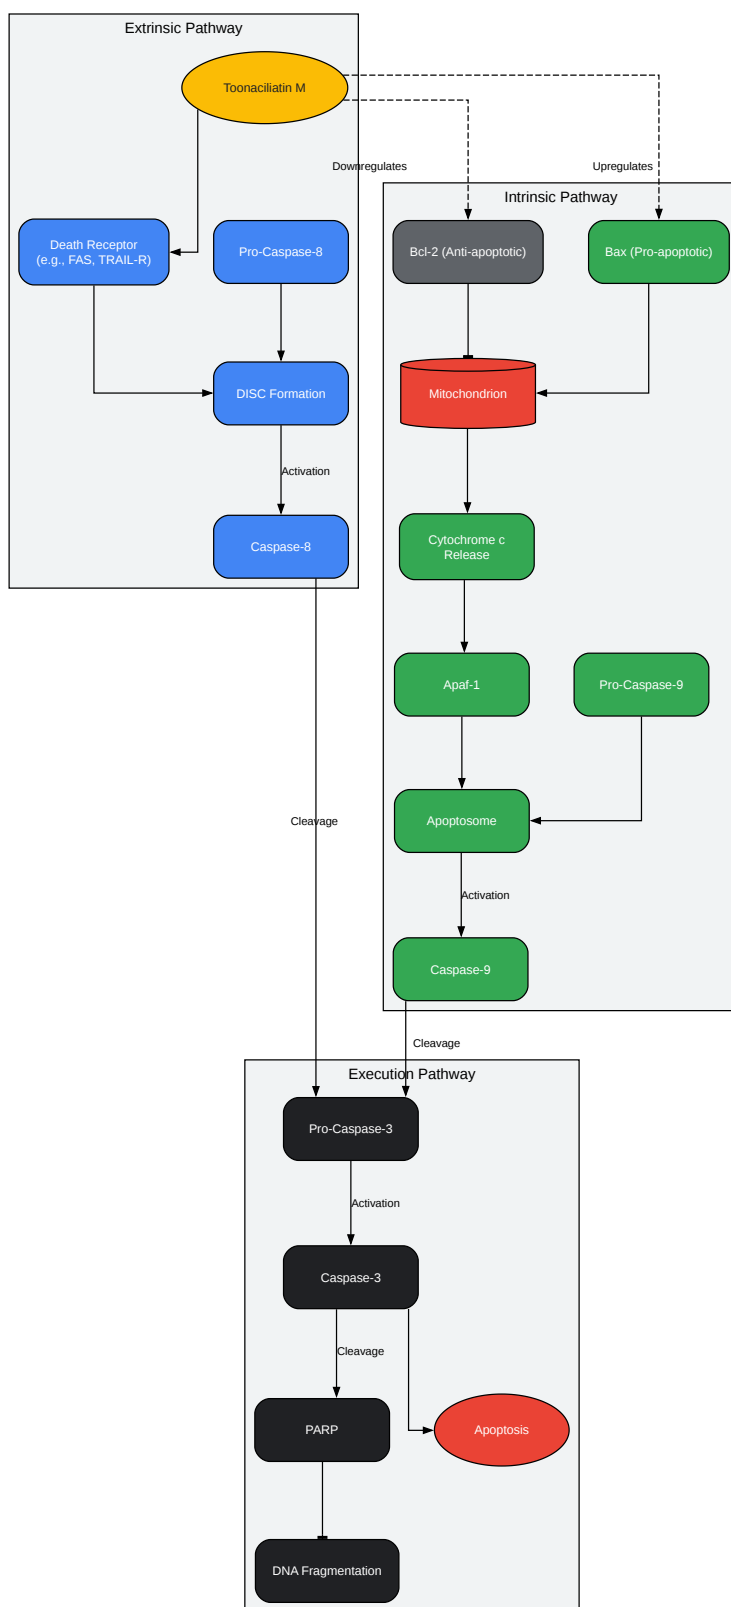 Extrinsic Pathway
Toonaciliatin M
Downregulates
Upregulates
Intrinsic Pathway
Death Receptor
(e.g., FAS, TRAIL-R)
Pro-Caspase-8
Bcl-2 (Anti-apoptotic)
Bax (Pro-apoptotic)
DISC Formation
Mitochondrion
Activation
Caspase-8
Cytochrome c
Release
Apaf-1
Pro-Caspase-9
Cleavage
Apoptosome
Activation
Caspase-9
Cleavage
Execution Pathway
Pro-Caspase-3
Activation
Caspase-3
Cleavage
PARP
Apoptosis
DNA Fragmentation